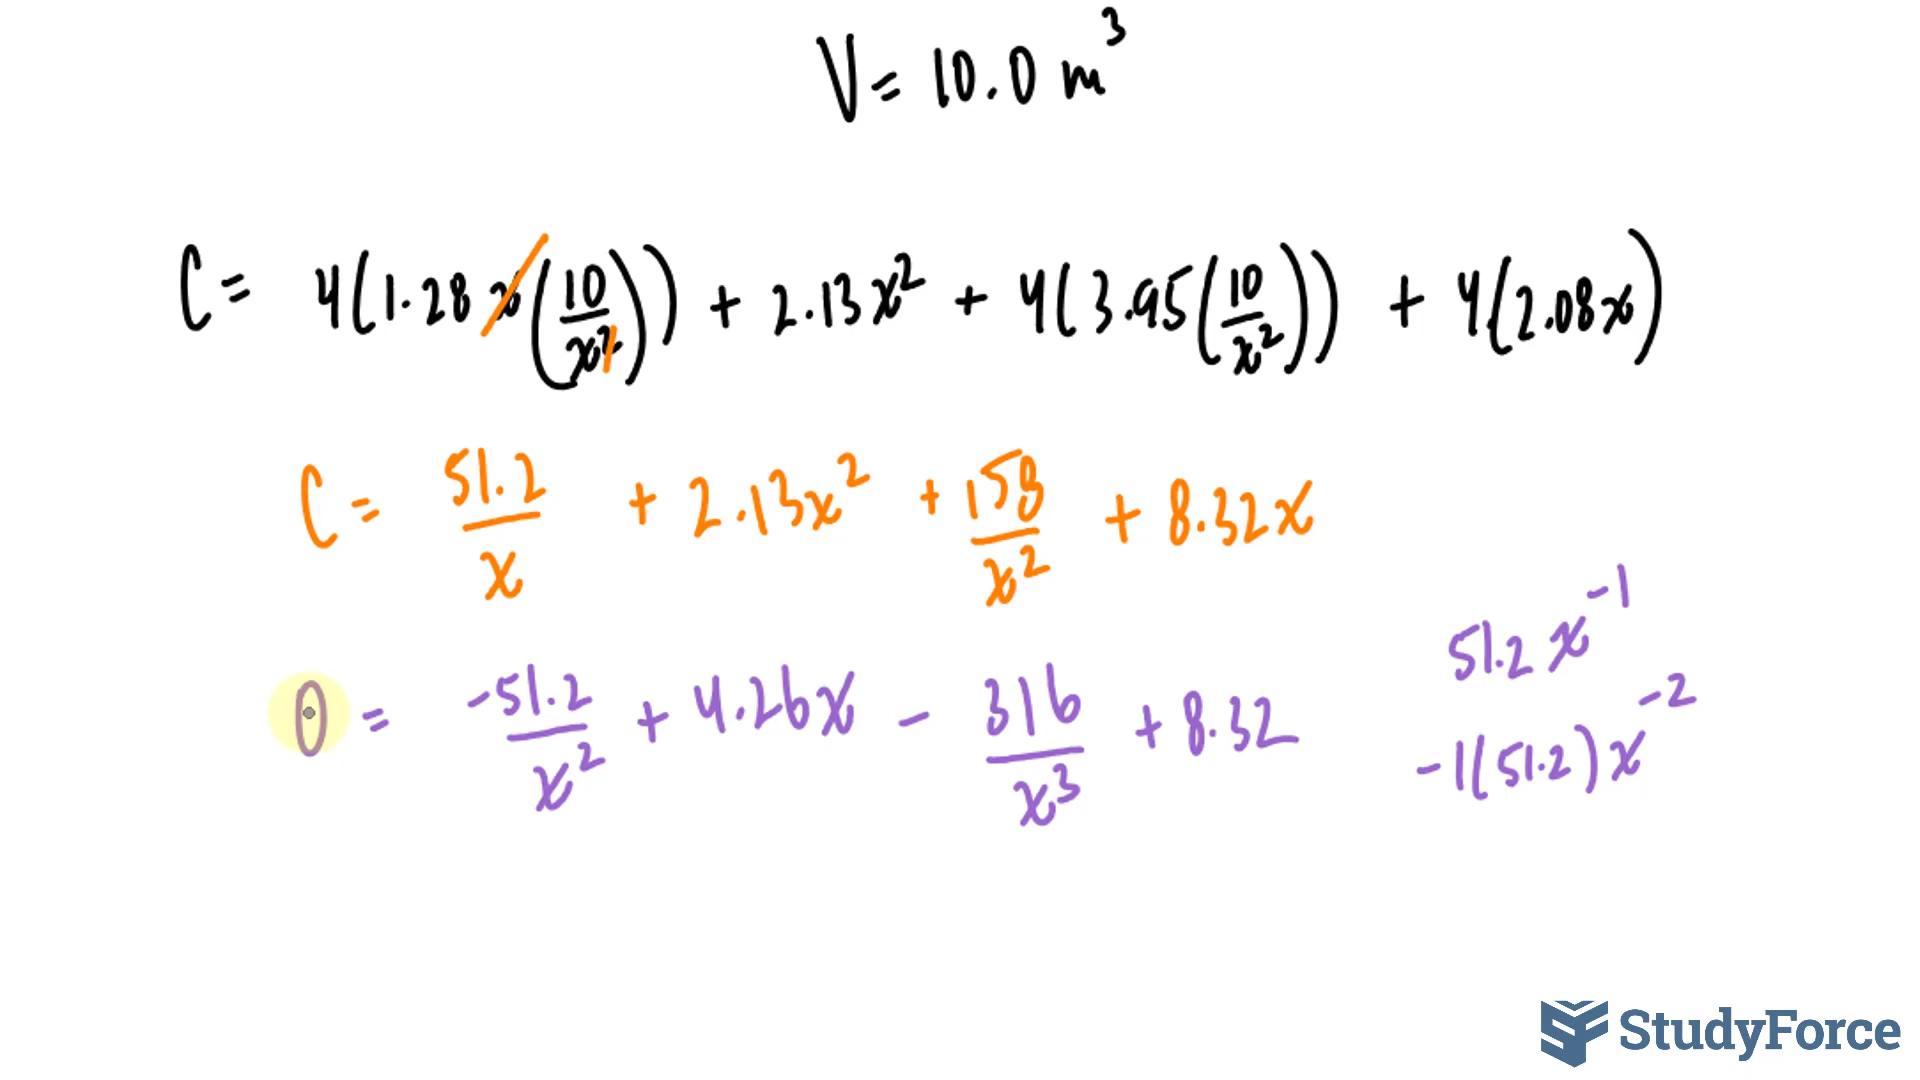 V = 10.0 m³
C = 4(1.28x(10/x²)) + 2.13x² + 4(3.95(10/x²)) + 4(2.08x)
C = 51.2/x + 2.13x² + 158/x² + 8.32x
51.2x⁻¹
0 = -51.2/x² + 4.26x - 316/x³ + 8.32
-1(51.2)x⁻²
StudyForce